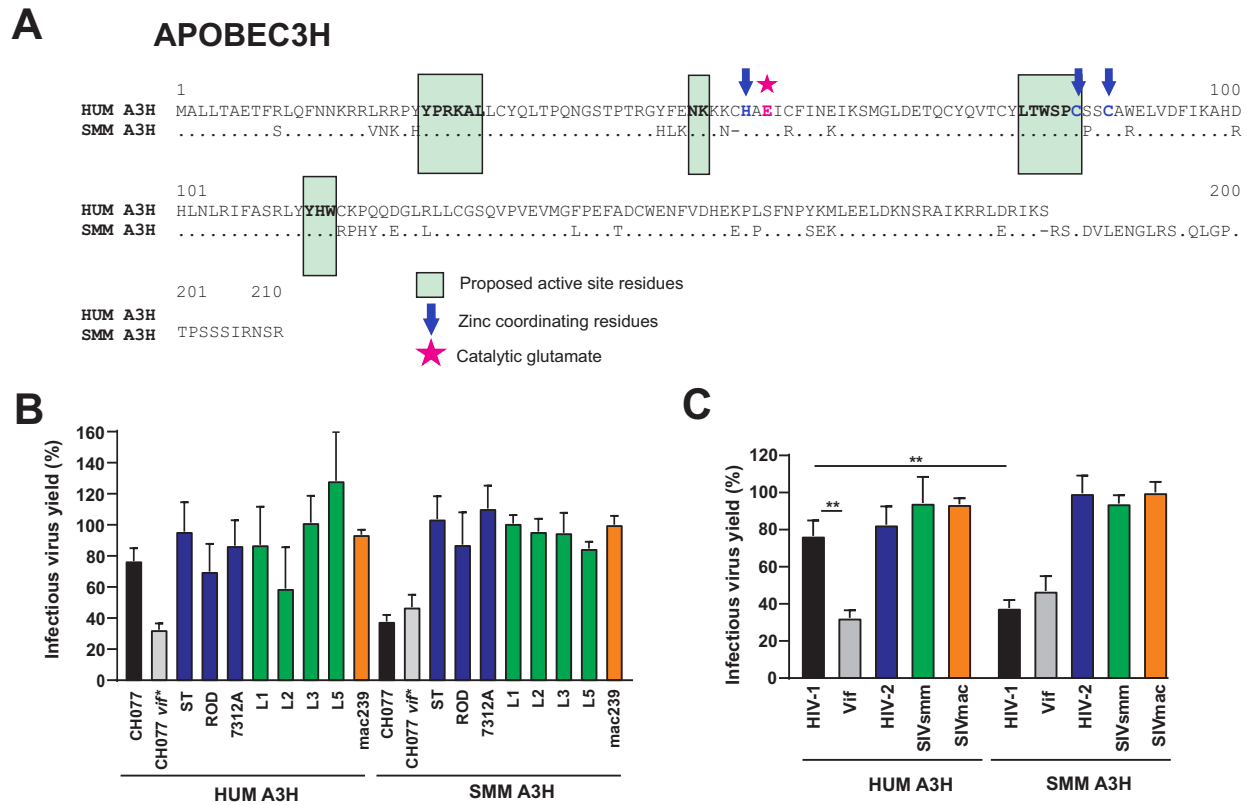 A
APOBEC3H
1 100
HUM A3H MALLTAETFRLQFNNKRRLRRPYYPRKALLCYQLTPQNGSTPTRGYFENKKKCHAEICFINEIKSMGLDETQCYQVTCYLTWSPCSSCAWELVDFIKAHD
SMM A3H .........S........VNK.H......................HLK...N-....R...K.......................P...R.........R
101 200
HUM A3H HLNLRIFASRLYYHWCKPQQDGLRLLCGSQVPVEVMGFPEFADCWENFVDHEKPLSFNPYKMLEELDKNSRAIKRRLDRIKS
SMM A3H ...............RPHY.E..L.............L...T..........E.P....SEK...............E...-RS.DVLENGLRS.QLGP.
201 210
HUM A3H
SMM A3H TPSSSIRNSR
Proposed active site residues
Zinc coordinating residues
Catalytic glutamate
B
Infectious virus yield (%)
160
140
120
100
80
60
40
20
0
CH077
CH077 vif*
ST
ROD
7312A
L1
L2
L3
L5
mac239
CH077
CH077 vif*
ST
ROD
7312A
L1
L2
L3
L5
mac239
HUM A3H
SMM A3H
C
Infectious virus yield (%)
120
100
80
60
40
20
0
**
**
HIV-1
Vif
HIV-2
SIVsmm
SIVmac
HIV-1
Vif
HIV-2
SIVsmm
SIVmac
HUM A3H
SMM A3H